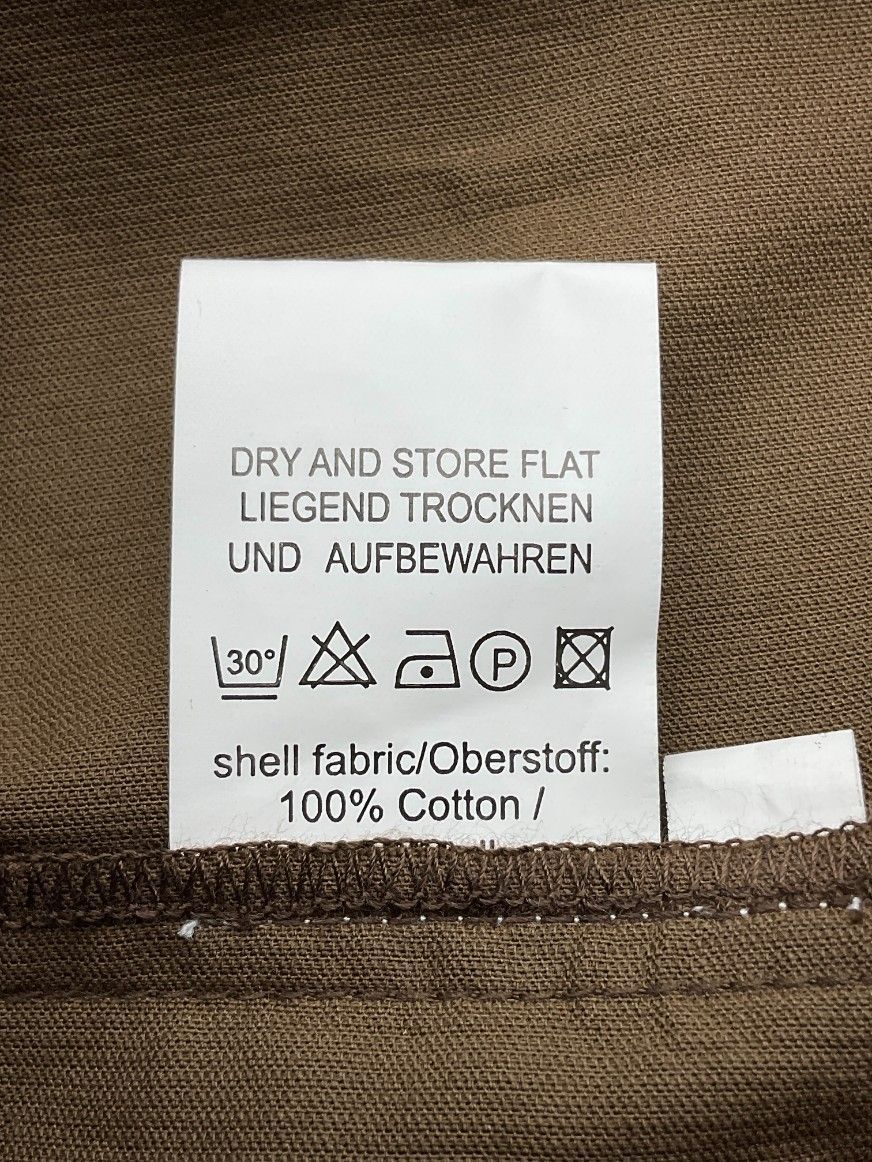 DRY AND STORE FLAT
LIEGEND TROCKNEN
UND AUFBEWAHREN
30° P
shell fabric/Oberstoff:
100% Cotton /